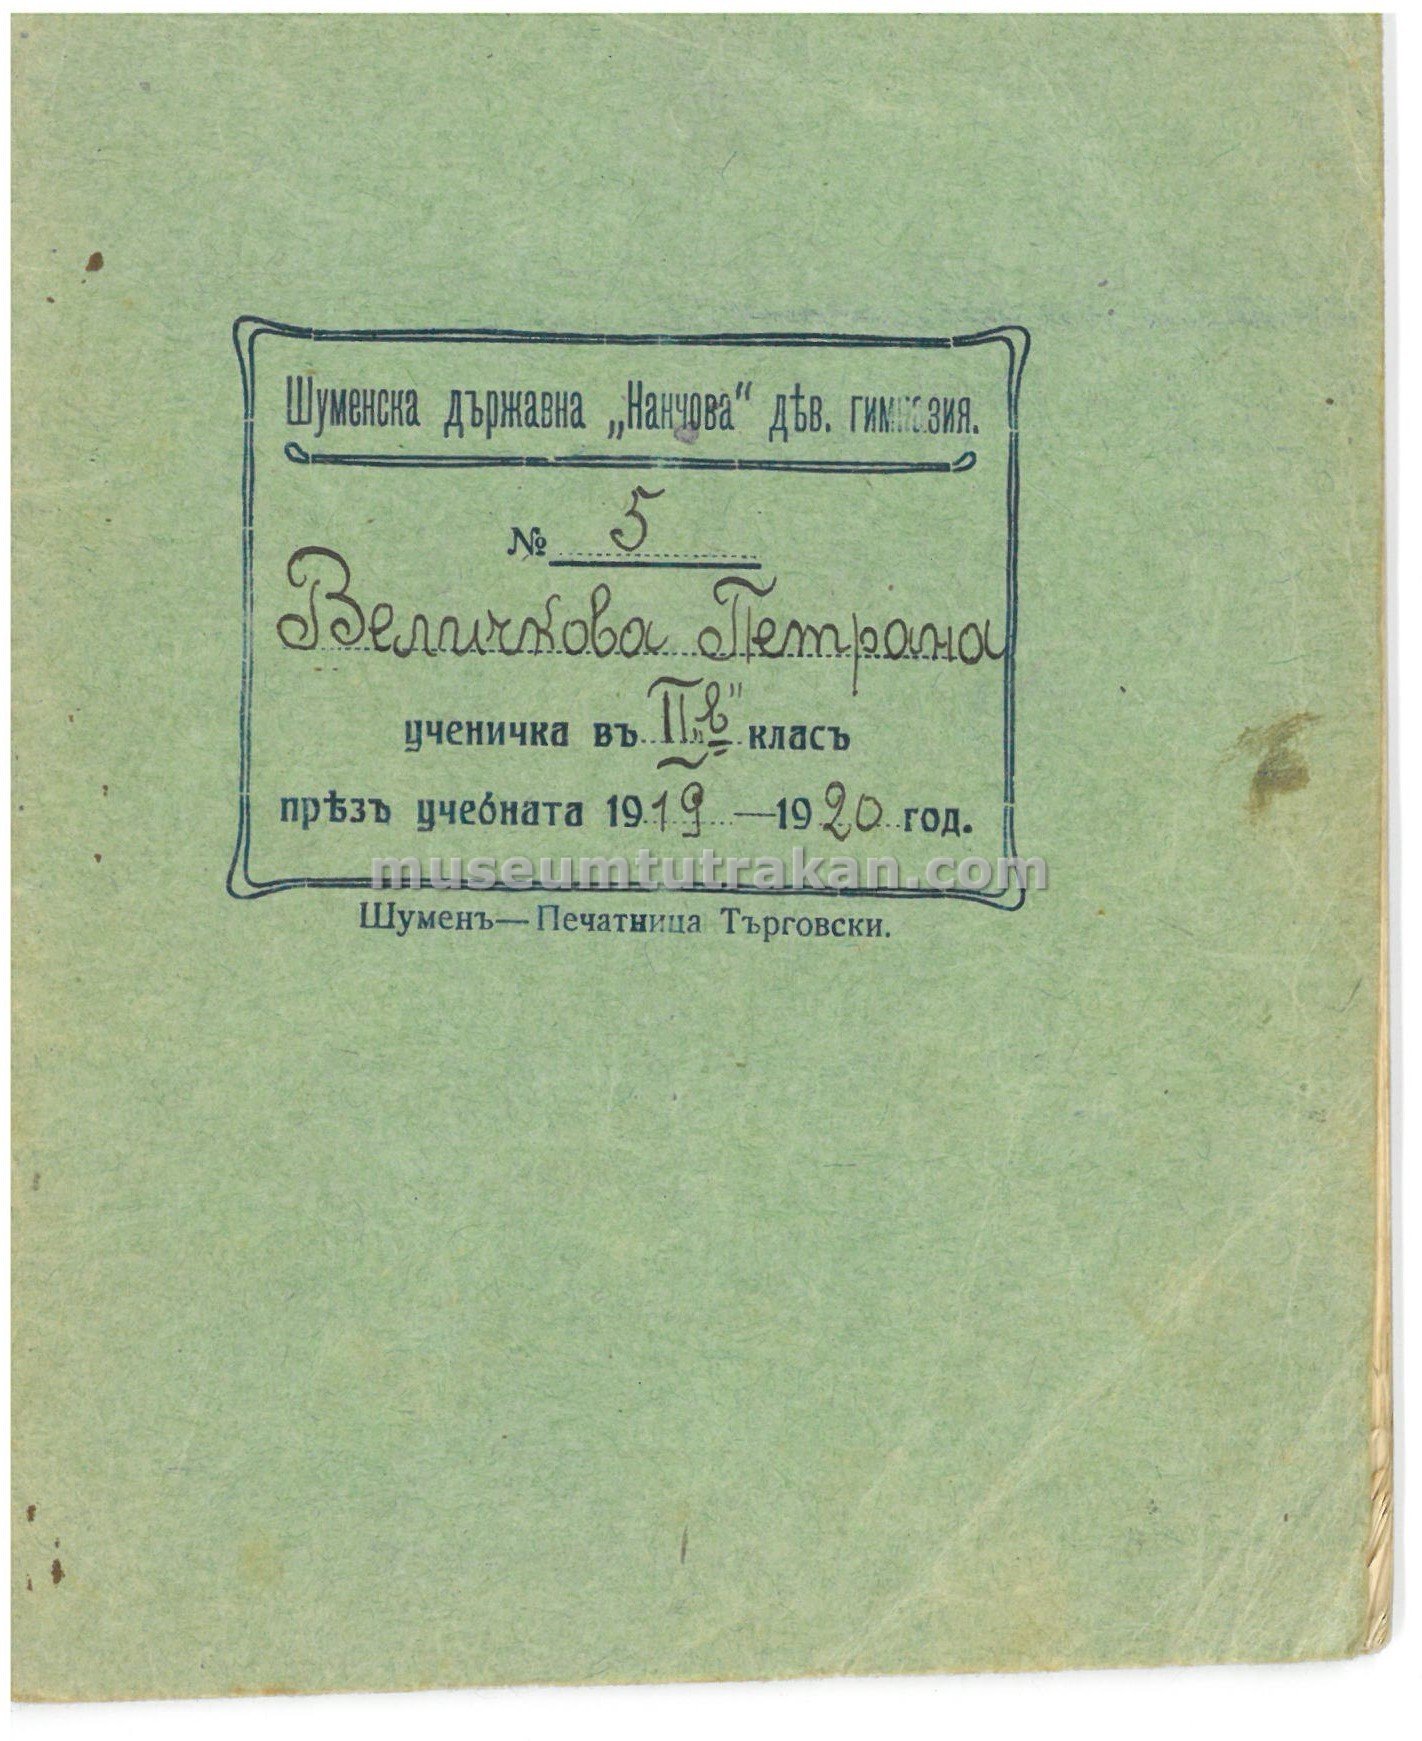 Шуменска държавна „Нанчова“ дѣв. гимназия.
№ 5
Величкова Петрана
ученичка въ II „в“ класъ
прѣзъ учебната 1919 — 1920 год.
museumtutrakan.com
Шуменъ — Печатница Търговски.